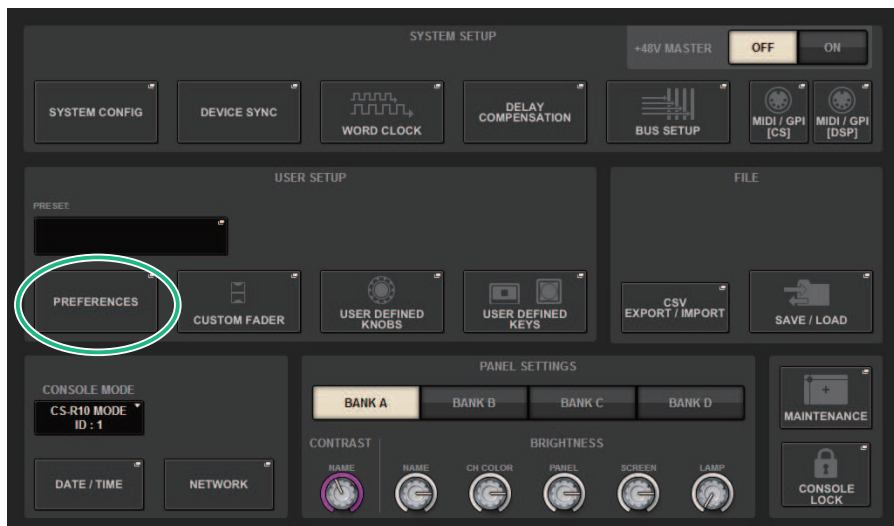 SYSTEM SETUP
+48V MASTER
OFF
ON
SYSTEM CONFIG
DEVICE SYNC
WORD CLOCK
DELAY
COMPENSATION
BUS SETUP
MIDI / GPI
[CS]
MIDI / GPI
[DSP]
USER SETUP
PRESET
PREFERENCES
CUSTOM FADER
USER DEFINED
KNOBS
USER DEFINED
KEYS
FILE
CSV
EXPORT / IMPORT
SAVE / LOAD
CONSOLE MODE
CS-R10 MODE
ID : 1
DATE / TIME
NETWORK
PANEL SETTINGS
BANK A
BANK B
BANK C
BANK D
CONTRAST
BRIGHTNESS
NAME
NAME
CH COLOR
PANEL
SCREEN
LAMP
MAINTENANCE
CONSOLE
LOCK